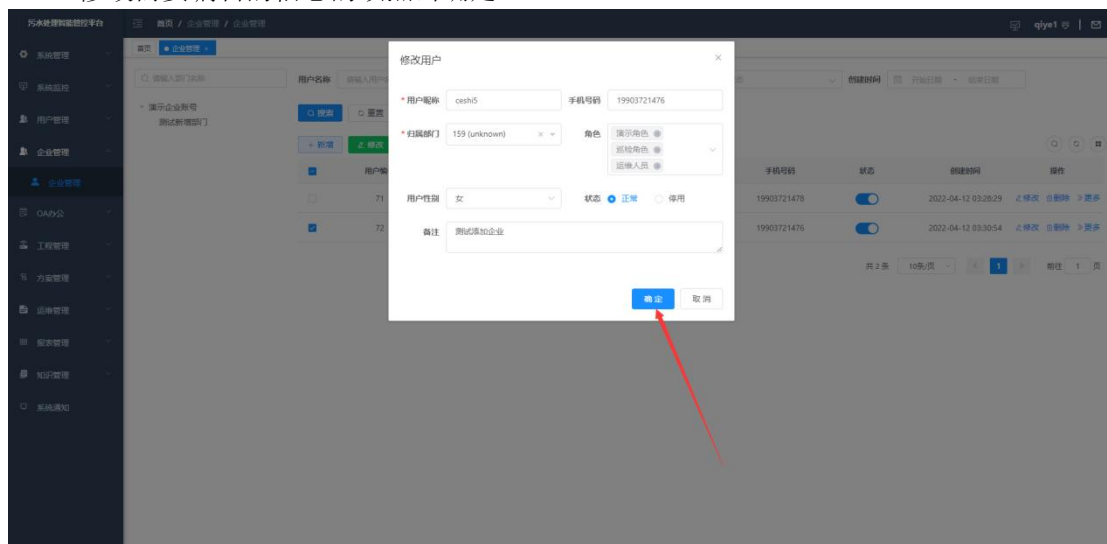 污水处理智能管控平台
首页 / 企业管理 / 企业管理
qiye1
系统管理
系统监控
用户管理
企业管理
企业管理
OA办公
工程管理
方案管理
运维管理
报表管理
知识管理
系统通知
首页 企业管理 ×
请输入部门名称
演示企业账号
测试新增部门
用户名称
创建时间 开始日期 - 结束日期
搜索 重置
+ 新增 修改
手机号码 状态 创建时间 操作
71 19903721478 2022-04-12 03:28:29 修改 删除 更多
72 19903721476 2022-04-12 03:30:54 修改 删除 更多
共 2 条 10条/页 1 前往 1 页
修改用户 ×
* 用户昵称 ceshi5 手机号码 19903721476
* 归属部门 159 (unknown) × 角色 演示角色
巡检角色
运维人员
用户性别 女 状态 正常 停用
备注 测试添加企业
确 定 取 消